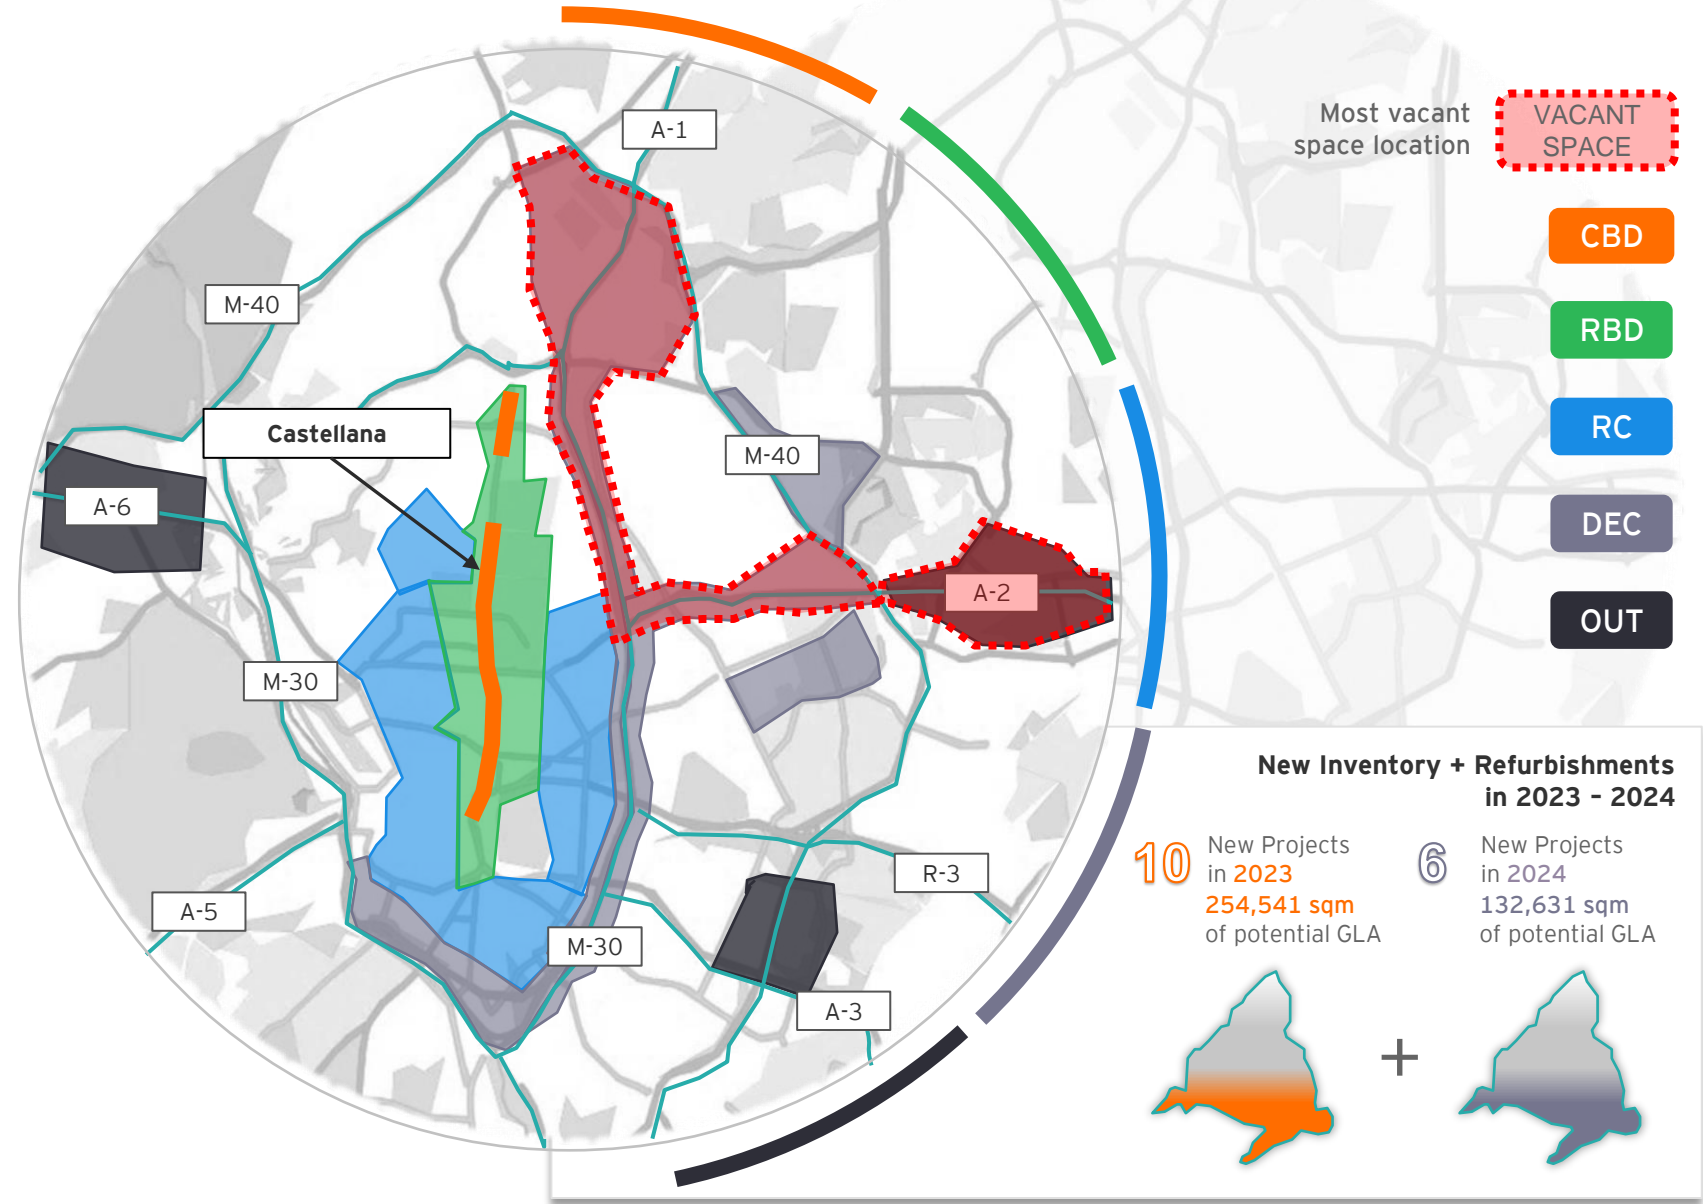 A-1
Most vacant
space location
VACANT
SPACE
CBD
M-40
RBD
Castellana
RC
M-40
A-6
DEC
A-2
OUT
M-30
New Inventory + Refurbishments
in 2023 – 2024
10
New Projects
in 2023
254,541 sqm
of potential GLA
6
New Projects
in 2024
132,631 sqm
of potential GLA
R-3
A-5
M-30
A-3
+